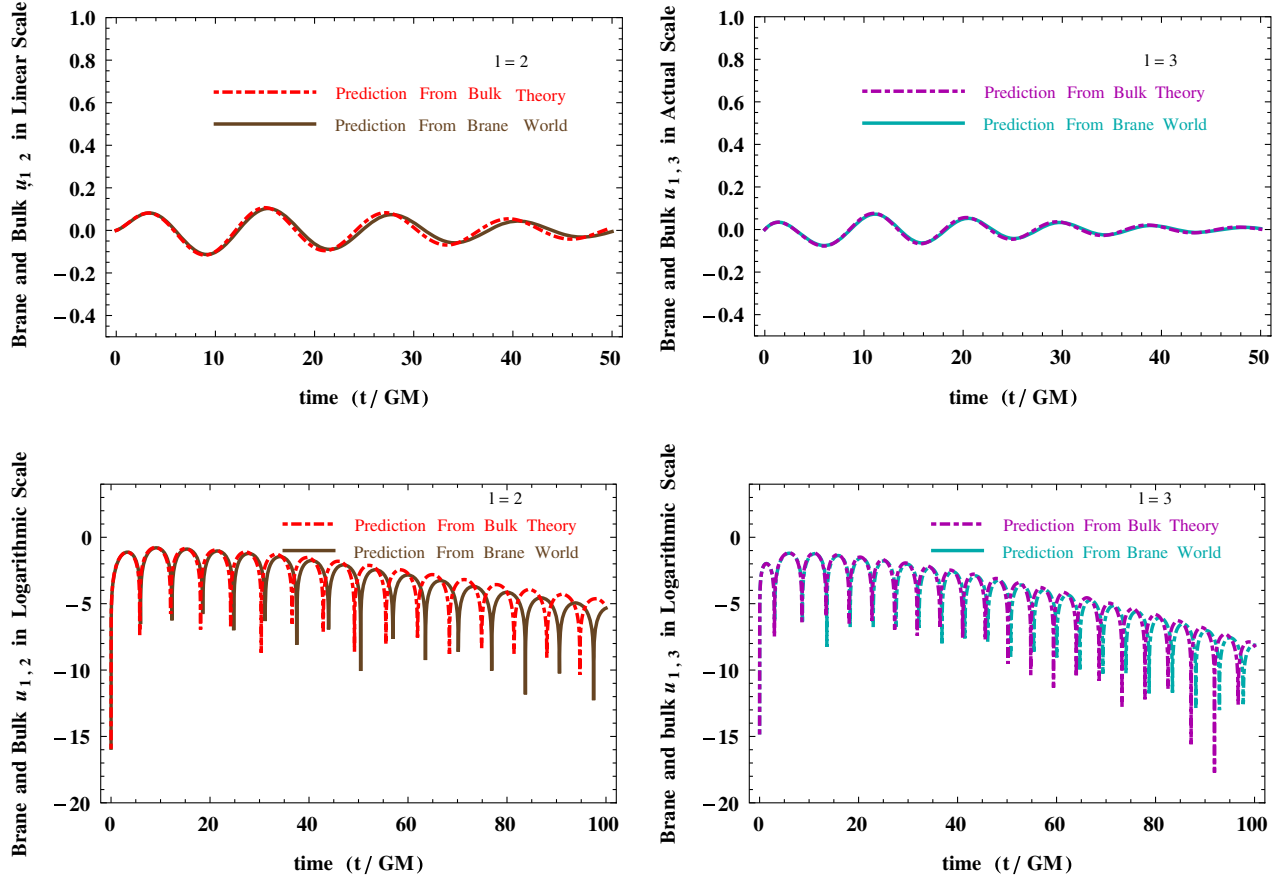 Brane and Bulk u1 2 in Linear Scale
1.0
0.8
0.6
0.4
0.2
0.0
−0.2
−0.4
l = 2
Prediction From Bulk Theory
Prediction From Brane World
0 10 20 30 40 50
time (t / GM)
Brane and Bulk u1,3 in Actual Scale
1.0
0.8
0.6
0.4
0.2
0.0
−0.2
−0.4
l = 3
Prediction From Bulk Theory
Prediction From Brane World
0 10 20 30 40 50
time (t / GM)
Brane and Bulk u1,2 in Logarithmic Scale
0
−5
−10
−15
−20
l = 2
Prediction From Bulk Theory
Prediction From Brane World
0 20 40 60 80 100
time (t / GM)
Brane and bulk u1,3 in Logarithmic Scale
0
−5
−10
−15
−20
l = 3
Prediction From Bulk Theory
Prediction From Brane World
0 20 40 60 80 100
time (t / GM)